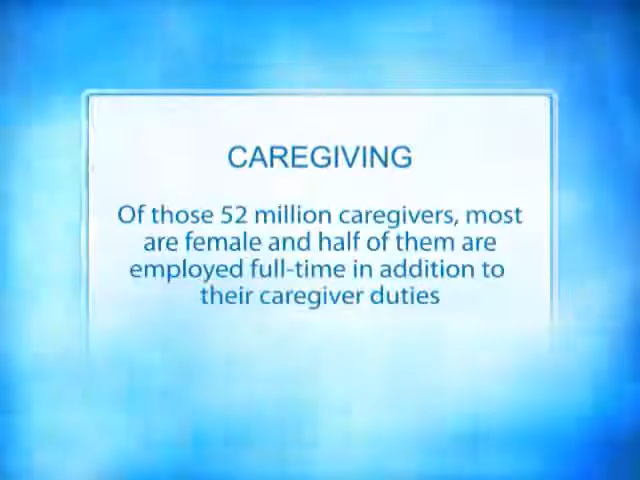 CAREGIVING
Of those 52 million caregivers, most
are female and half of them are
employed full-time in addition to
their caregiver duties